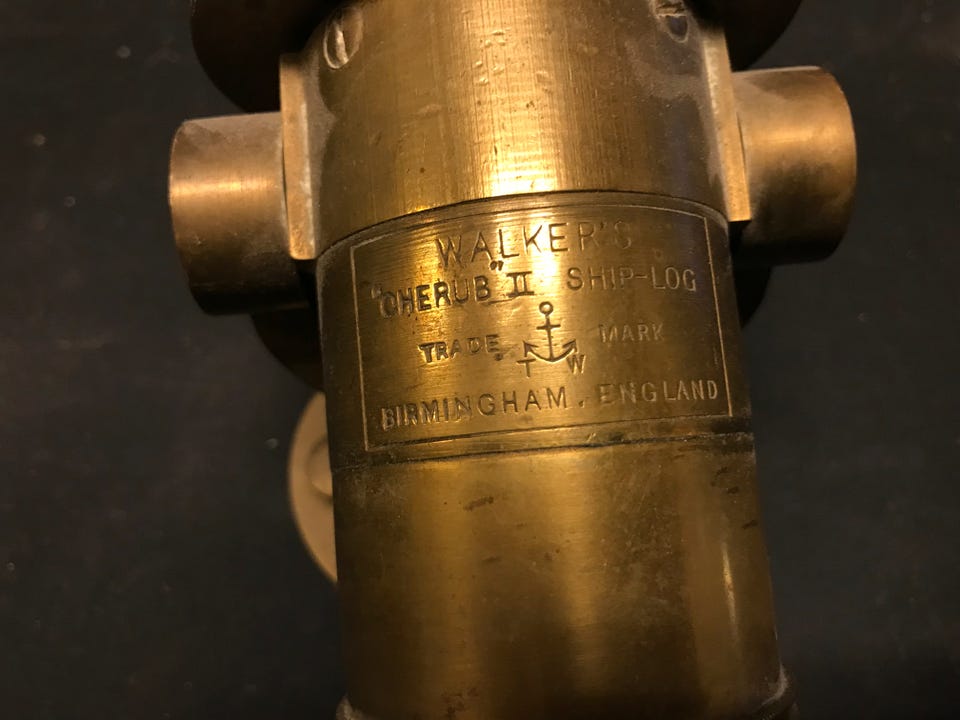 WALKER'S
"CHERUB" II SHIP-LOG
TRADE MARK
T W
BIRMINGHAM. ENGLAND